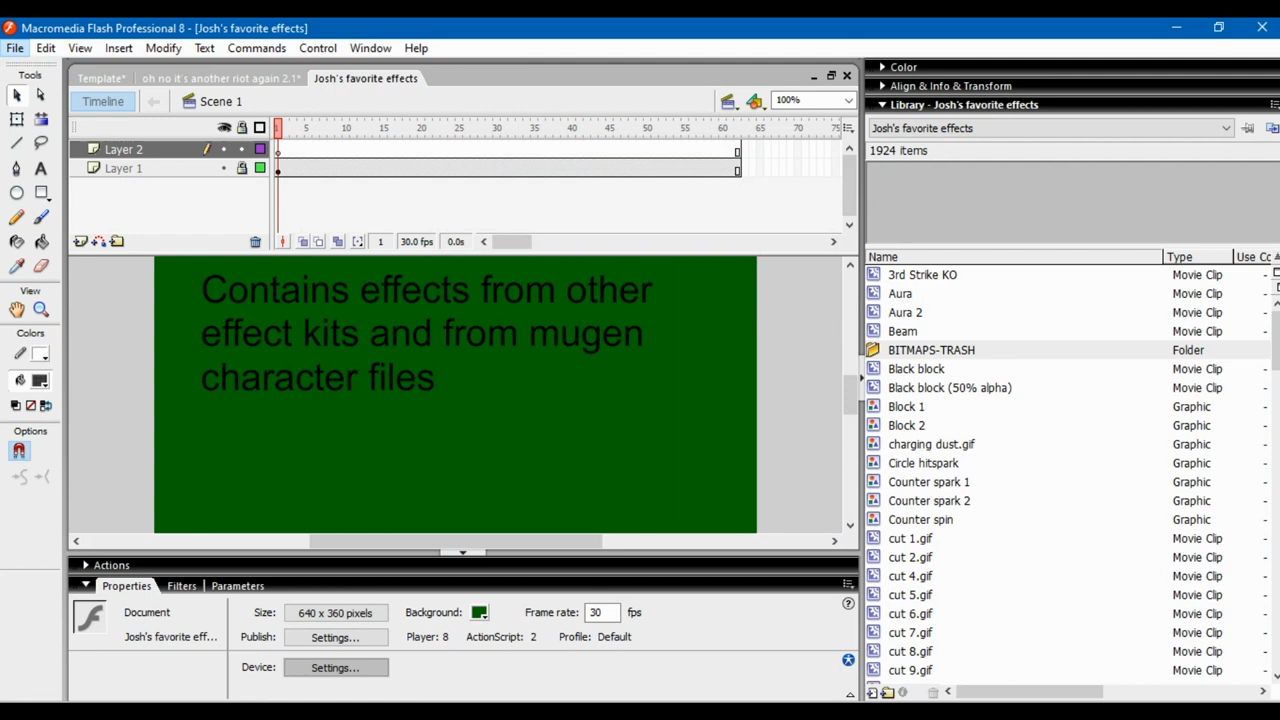 Macromedia Flash Professional 8 - [Josh's favorite effects]
File Edit View Insert Modify Text Commands Control Window Help
Tools
View
Colors
Options
Template* oh no it's another riot again 2.1* Josh's favorite effects
Timeline Scene 1 100%
1 5 10 15 20 25 30 35 40 45 50 55 60 65 70 75
Layer 2
Layer 1
1 30.0 fps 0.0s
Contains effects from other
effect kits and from mugen
character files
Actions
Properties Filters Parameters
Document Size: 640 x 360 pixels Background: Frame rate: 30 fps
Josh's favorite eff... Publish: Settings... Player: 8 ActionScript: 2 Profile: Default
Device: Settings...
Color
Align & Info & Transform
Library - Josh's favorite effects
Josh's favorite effects
1924 items
Name Type Use Co
3rd Strike KO Movie Clip -
Aura Movie Clip -
Aura 2 Movie Clip -
Beam Movie Clip -
BITMAPS-TRASH Folder
Black block Movie Clip -
Black block (50% alpha) Movie Clip -
Block 1 Graphic -
Block 2 Graphic -
charging dust.gif Graphic -
Circle hitspark Graphic -
Counter spark 1 Graphic -
Counter spark 2 Graphic -
Counter spin Graphic -
cut 1.gif Movie Clip -
cut 2.gif Movie Clip -
cut 4.gif Movie Clip -
cut 5.gif Movie Clip -
cut 6.gif Movie Clip -
cut 7.gif Movie Clip -
cut 8.gif Movie Clip -
cut 9.gif Movie Clip -